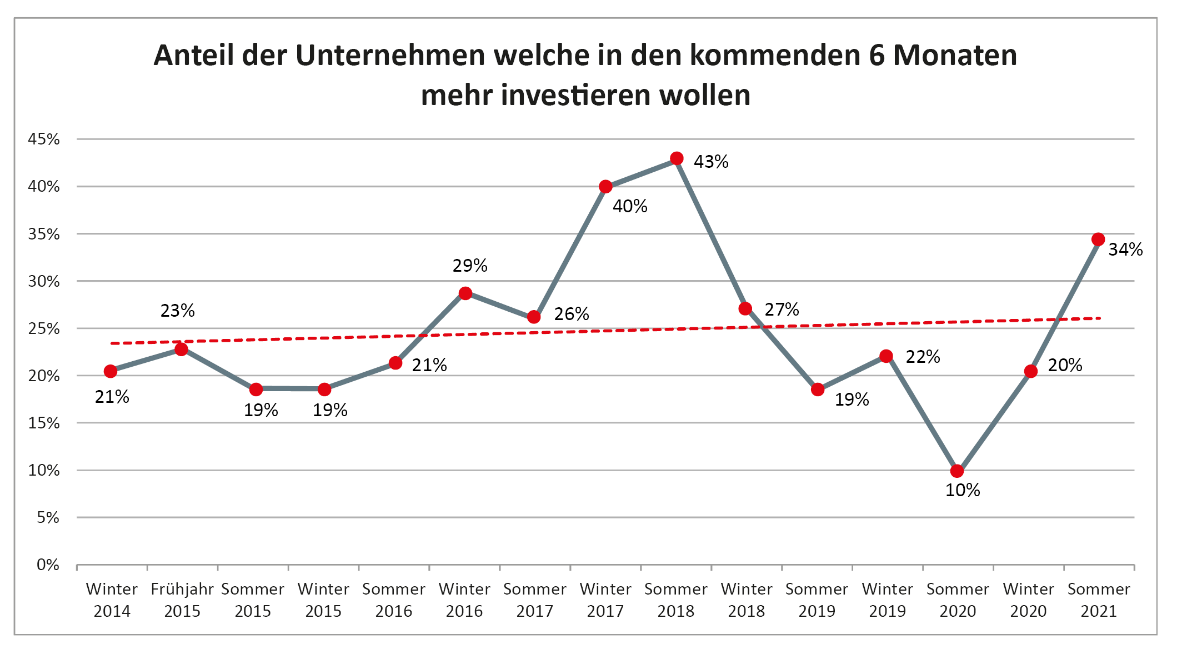 Anteil der Unternehmen welche in den kommenden 6 Monaten
mehr investieren wollen
45%
40%
35%
30%
25%
20%
15%
10%
5%
0%
21%
23%
19%
19%
21%
29%
26%
40%
43%
27%
19%
22%
10%
20%
34%
Winter 2014
Frühjahr 2015
Sommer 2015
Winter 2015
Sommer 2016
Winter 2016
Sommer 2017
Winter 2017
Sommer 2018
Winter 2018
Sommer 2019
Winter 2019
Sommer 2020
Winter 2020
Sommer 2021